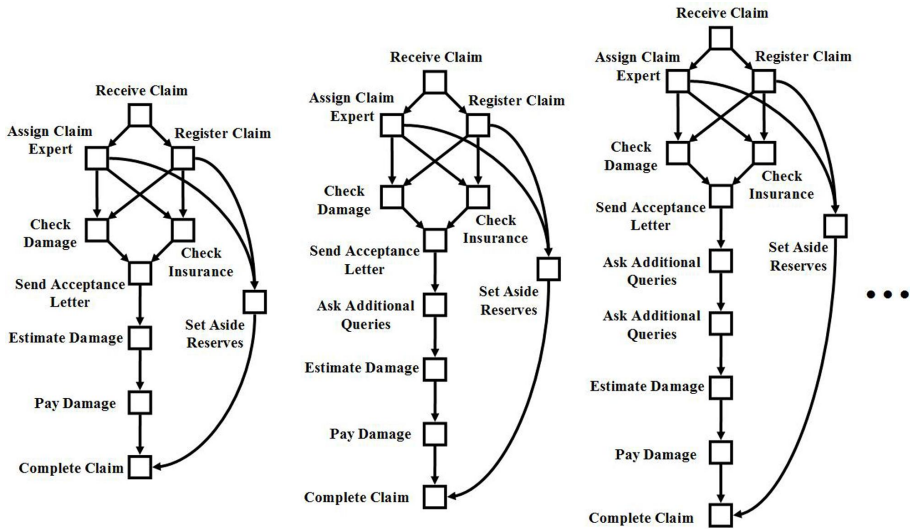 Receive Claim
Assign Claim
Expert
Register Claim
Check
Damage
Check
Insurance
Send Acceptance
Letter
Set Aside
Reserves
Estimate Damage
Pay Damage
Complete Claim
Receive Claim
Assign Claim
Expert
Register Claim
Check
Damage
Check
Insurance
Send Acceptance
Letter
Set Aside
Reserves
Ask Additional
Queries
Estimate Damage
Pay Damage
Complete Claim
Receive Claim
Assign Claim
Expert
Register Claim
Check
Damage
Check
Insurance
Send Acceptance
Letter
Set Aside
Reserves
Ask Additional
Queries
Ask Additional
Queries
Estimate Damage
Pay Damage
Complete Claim